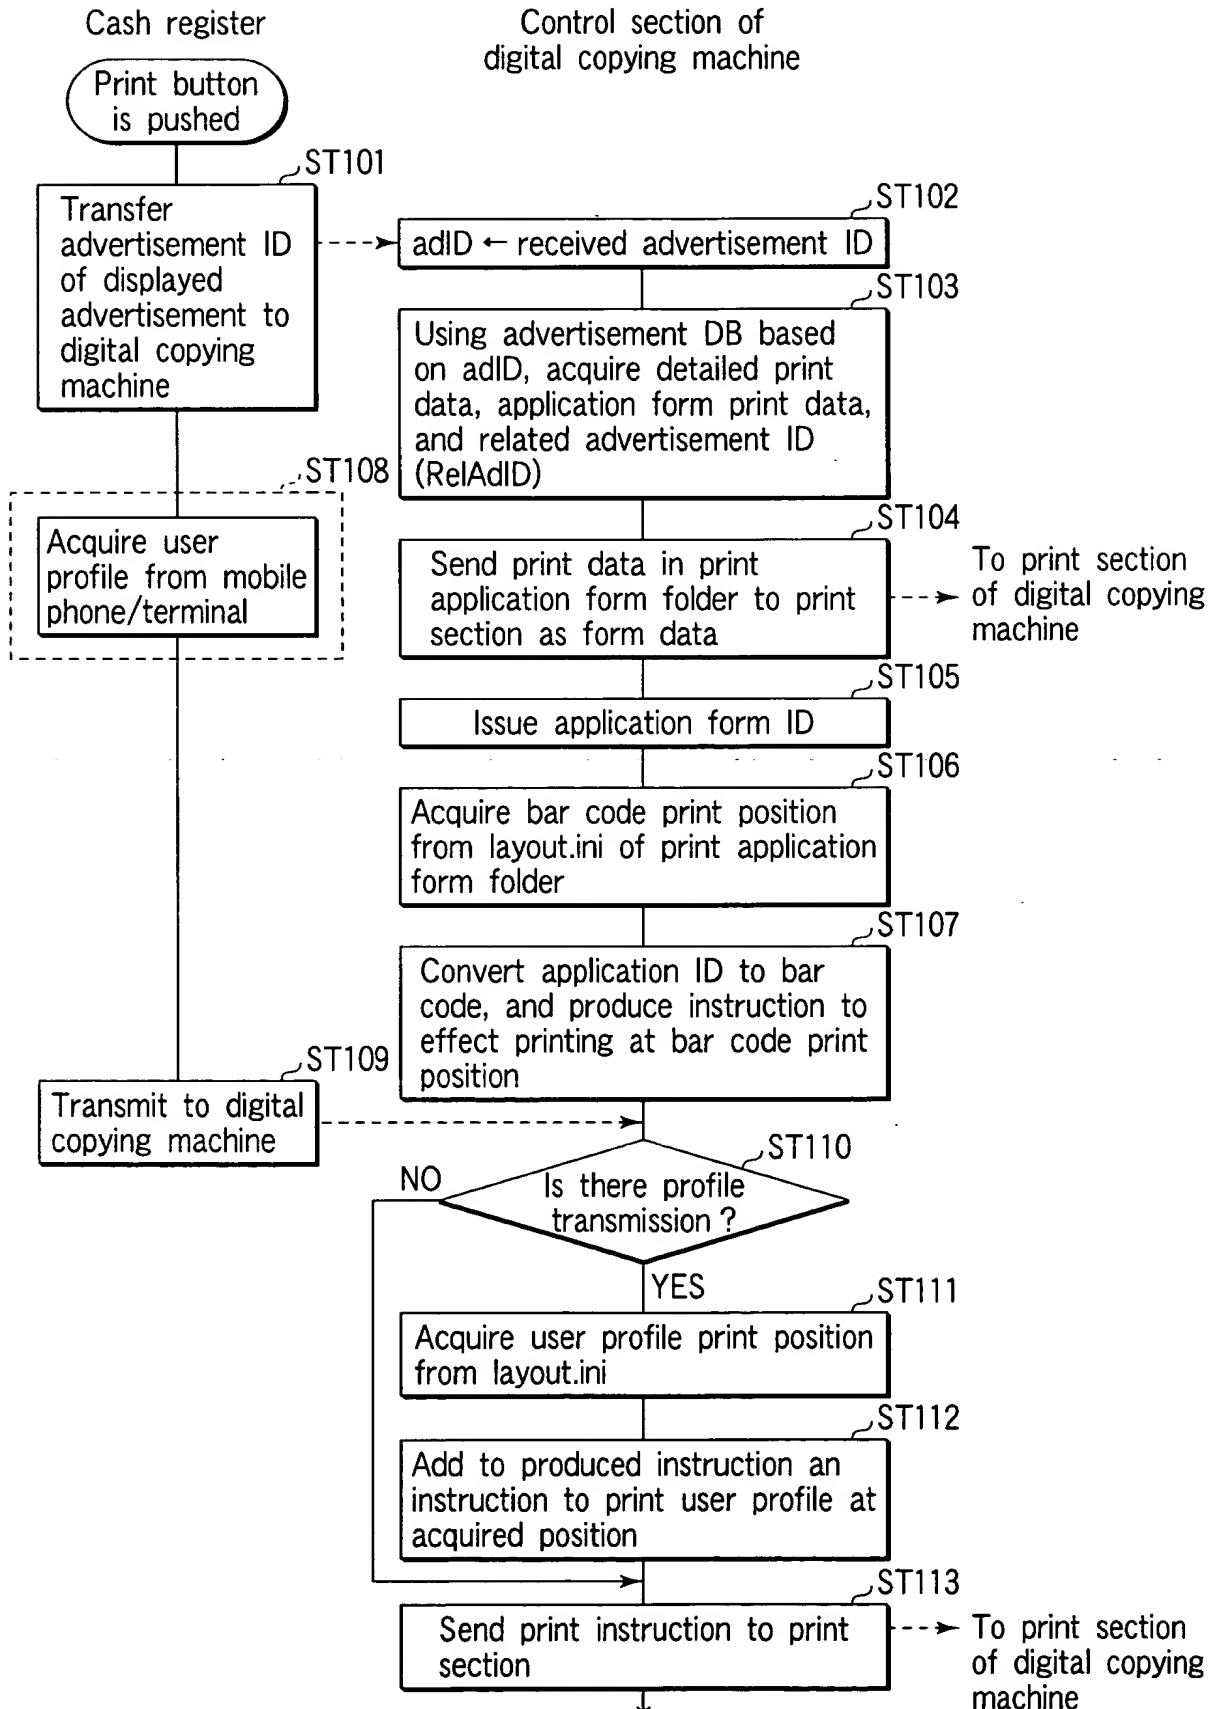 Cash register
Control section of
digital copying machine
Print button
is pushed
ST101
Transfer
advertisement ID
of displayed
advertisement to
digital copying
machine
ST102
adID ← received advertisement ID
ST103
Using advertisement DB based
on adID, acquire detailed print
data, application form print data,
and related advertisement ID
(RelAdID)
ST108
Acquire user
profile from mobile
phone/terminal
ST104
Send print data in print
application form folder to print
section as form data
To print section
of digital copying
machine
ST105
Issue application form ID
ST106
Acquire bar code print position
from layout.ini of print application
form folder
ST107
Convert application ID to bar
code, and produce instruction to
effect printing at bar code print
position
ST109
Transmit to digital
copying machine
ST110
Is there profile
transmission ?
NO
YES
ST111
Acquire user profile print position
from layout.ini
ST112
Add to produced instruction an
instruction to print user profile at
acquired position
ST113
Send print instruction to print
section
To print section
of digital copying
machine